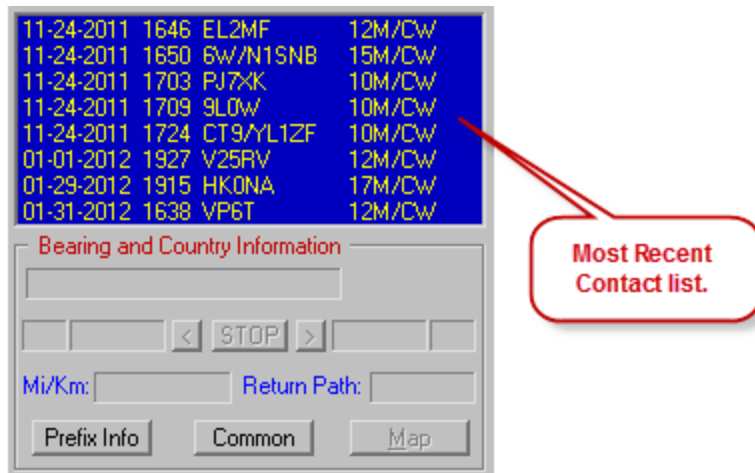 11-24-2011 1646 EL2MF 12M/CW
11-24-2011 1650 6W/N1SNB 15M/CW
11-24-2011 1703 PJ7XK 10M/CW
11-24-2011 1709 9L0W 10M/CW
11-24-2011 1724 CT9/YL1ZF 10M/CW
01-01-2012 1927 V25RV 12M/CW
01-29-2012 1915 HK0NA 17M/CW
01-31-2012 1638 VP6T 12M/CW
Most Recent
Contact list.
Bearing and Country Information
< STOP >
Mi/Km: Return Path:
Prefix Info Common Map